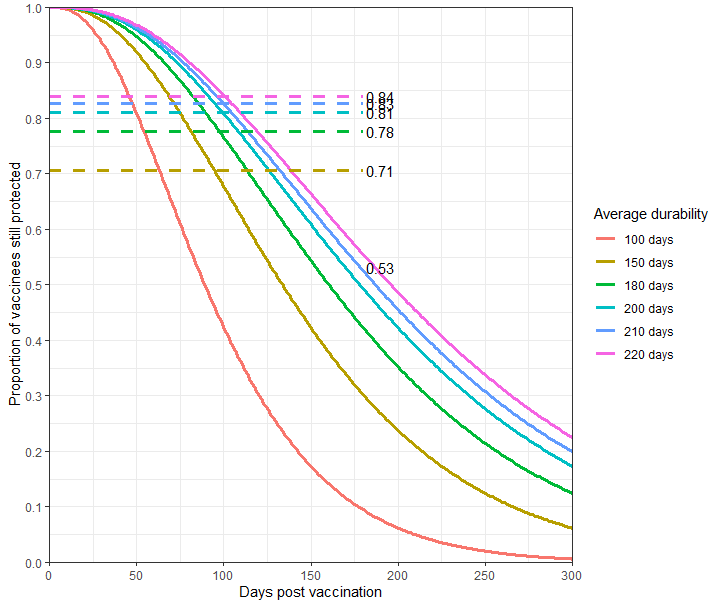 Proportion of vaccinees still protected
1.0
0.9
0.8
0.7
0.6
0.5
0.4
0.3
0.2
0.1
0.0
0.84
0.83
0.81
0.78
0.71
0.53
0
50
100
150
200
250
300
Days post vaccination
Average durability
100 days
150 days
180 days
200 days
210 days
220 days